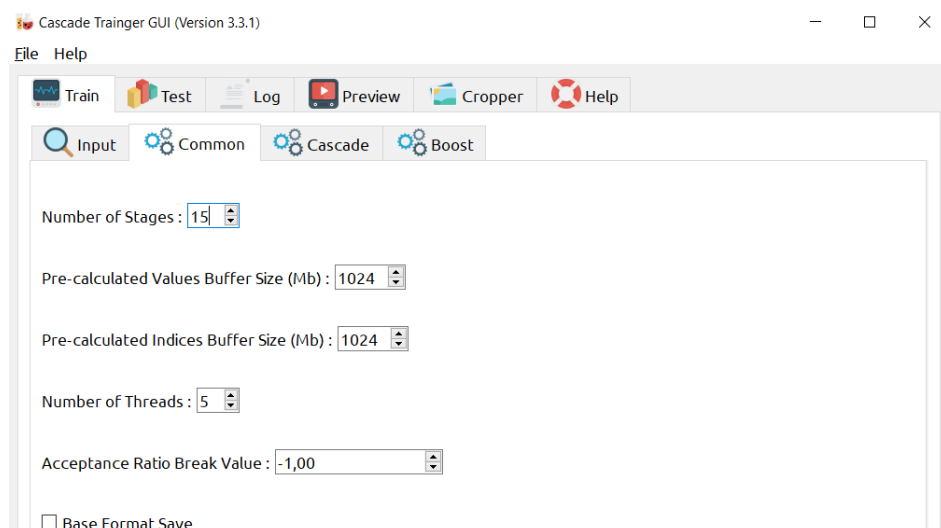 Cascade Trainger GUI (Version 3.3.1)
File Help
Train Test Log Preview Cropper Help
Input Common Cascade Boost
Number of Stages : 15
Pre-calculated Values Buffer Size (Mb) : 1024
Pre-calculated Indices Buffer Size (Mb) : 1024
Number of Threads : 5
Acceptance Ratio Break Value : -1,00
Base Format Save